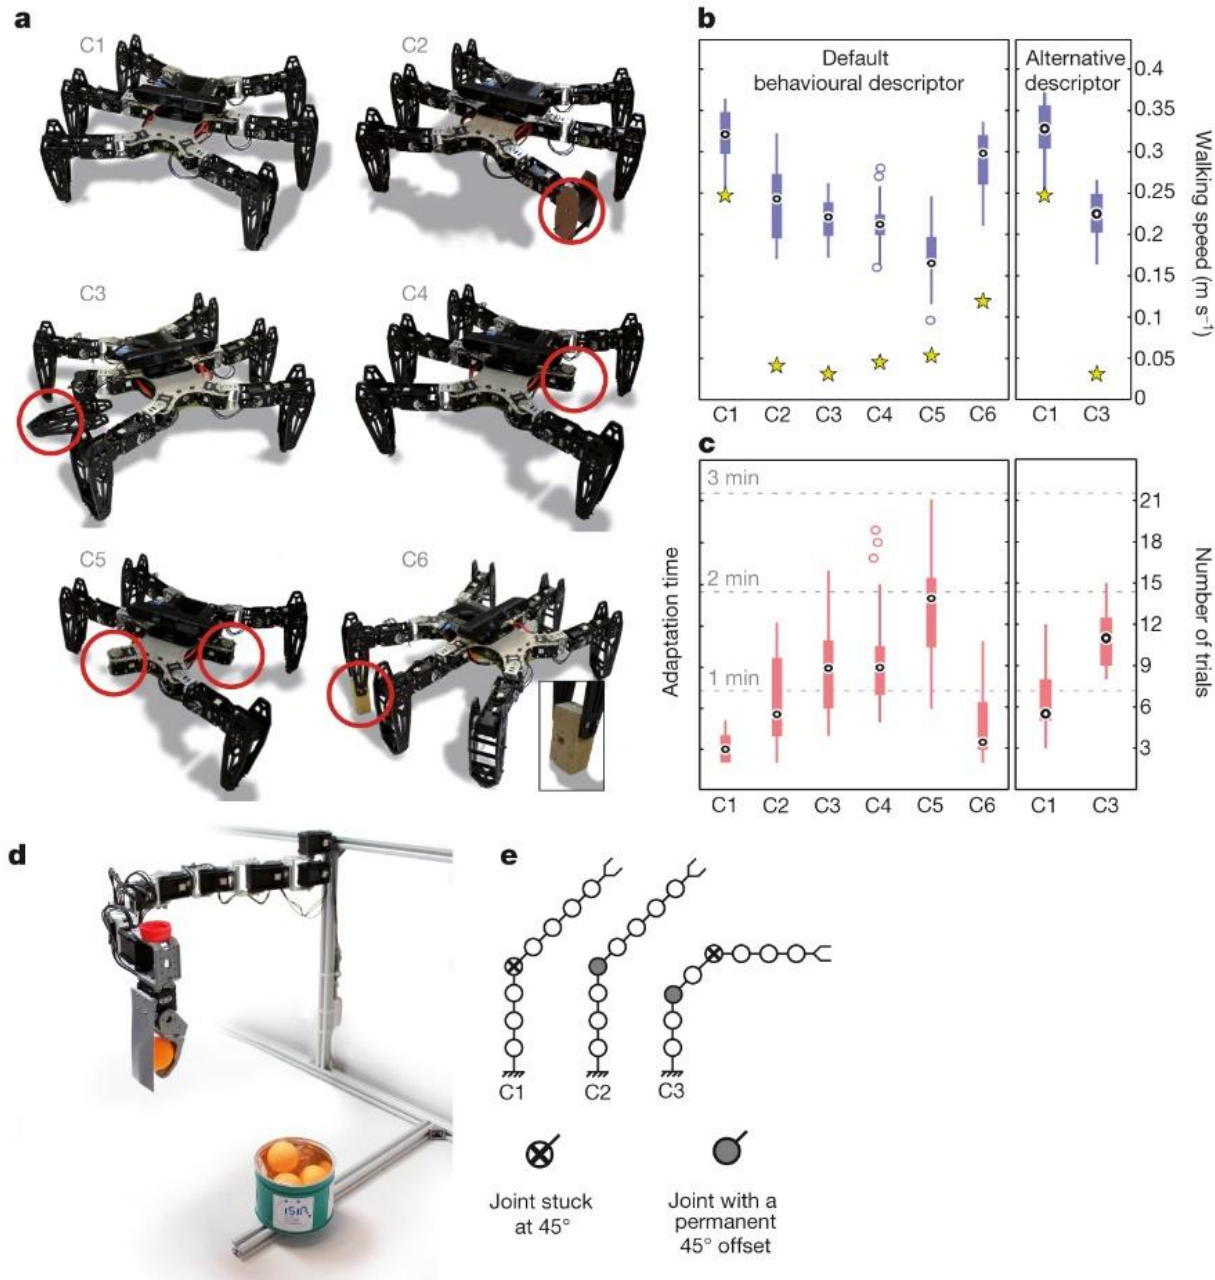 a
C1
C2
C3
C4
C5
C6
b
Default
behavioural descriptor
Alternative
descriptor
0.4
0.35
0.3
0.25
0.2
0.15
0.1
0.05
0
Walking speed (m s⁻¹)
C1 C2 C3 C4 C5 C6
C1 C3
c
3 min
2 min
1 min
Adaptation time
21
18
15
12
9
6
3
Number of trials
C1 C2 C3 C4 C5 C6
C1 C3
d
ISIR
e
C1 C2 C3
Joint stuck
at 45°
Joint with a
permanent
45° offset